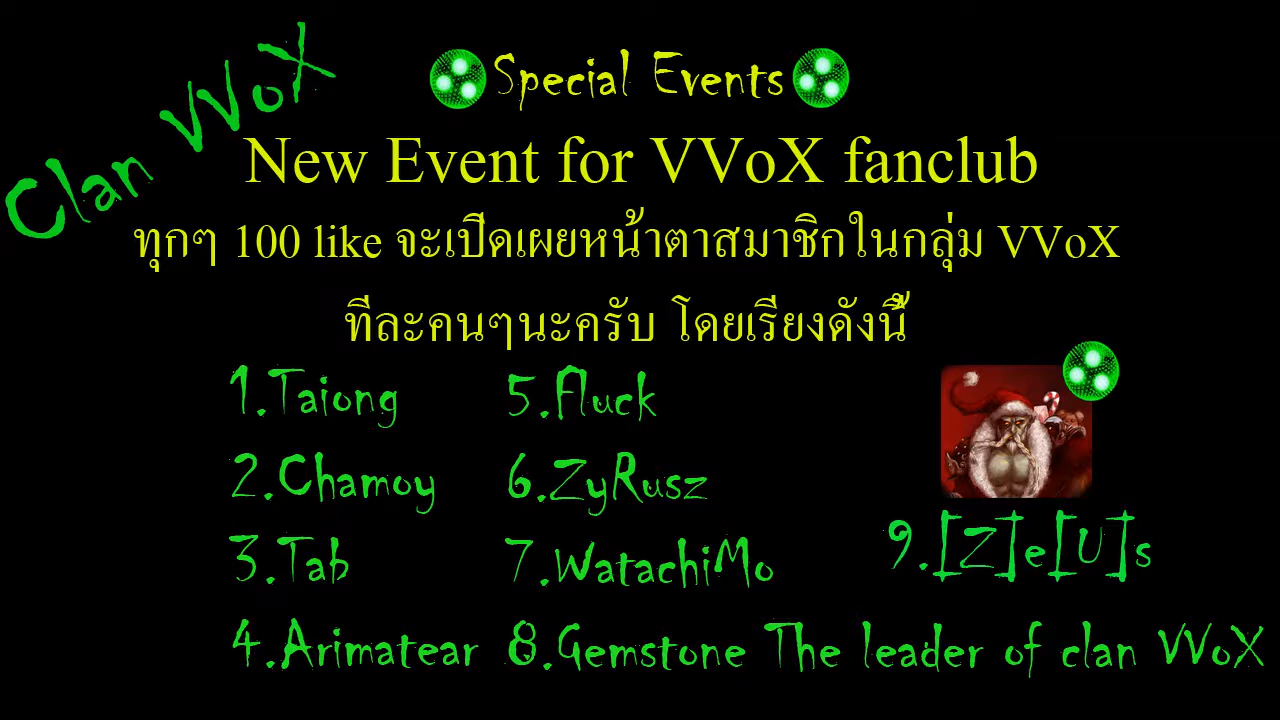 Clan VVoX
Special Events
New Event for VVoX fanclub
ทุกๆ 100 like จะเปิดเผยหน้าตาสมาชิกในกลุ่ม VVoX
ทีละคนๆนะครับ โดยเรียงดังนี้
1.Taiong
2.Chamoy
3.Tab
4.Arimatear
5.Fluck
6.ZyRusz
7.WatachiMo
8.Gemstone The leader of clan VVoX
9.[Z]e[U]s